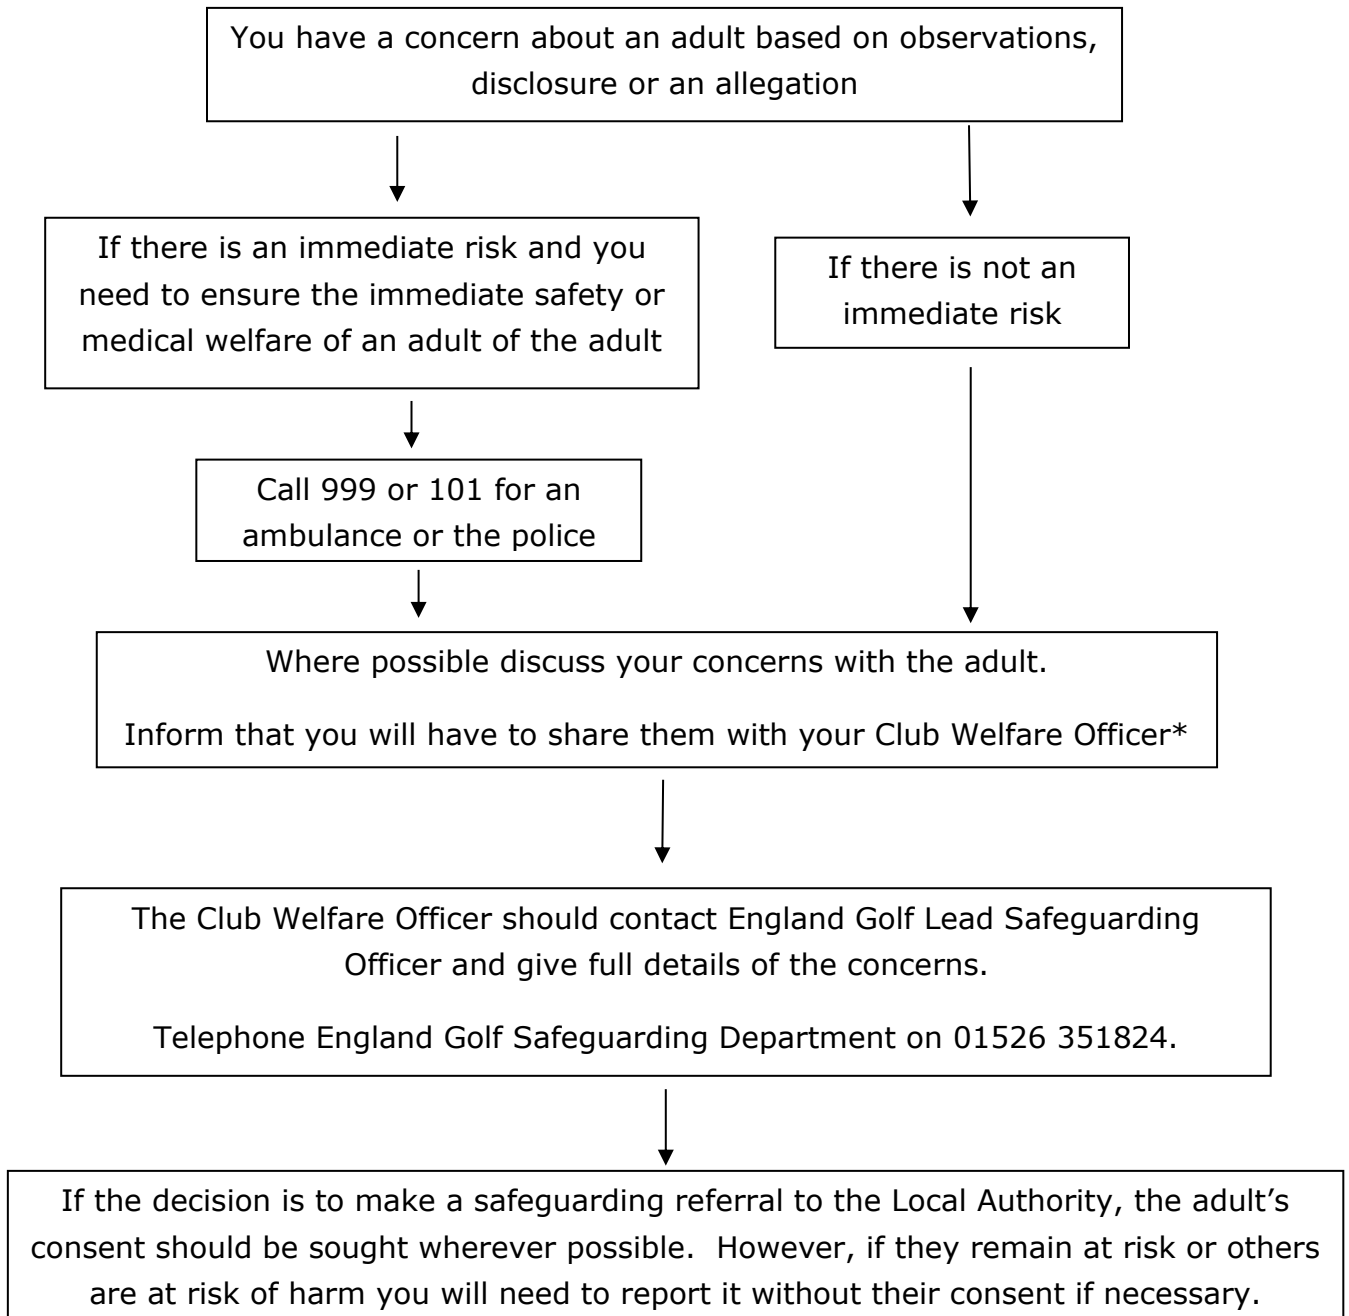 You have a concern about an adult based on observations,
disclosure or an allegation
If there is an immediate risk and you
need to ensure the immediate safety or
medical welfare of an adult of the adult
If there is not an
immediate risk
Call 999 or 101 for an
ambulance or the police
Where possible discuss your concerns with the adult.
Inform that you will have to share them with your Club Welfare Officer*
The Club Welfare Officer should contact England Golf Lead Safeguarding
Officer and give full details of the concerns.
Telephone England Golf Safeguarding Department on 01526 351824.
If the decision is to make a safeguarding referral to the Local Authority, the adult’s
consent should be sought wherever possible.  However, if they remain at risk or others
are at risk of harm you will need to report it without their consent if necessary.